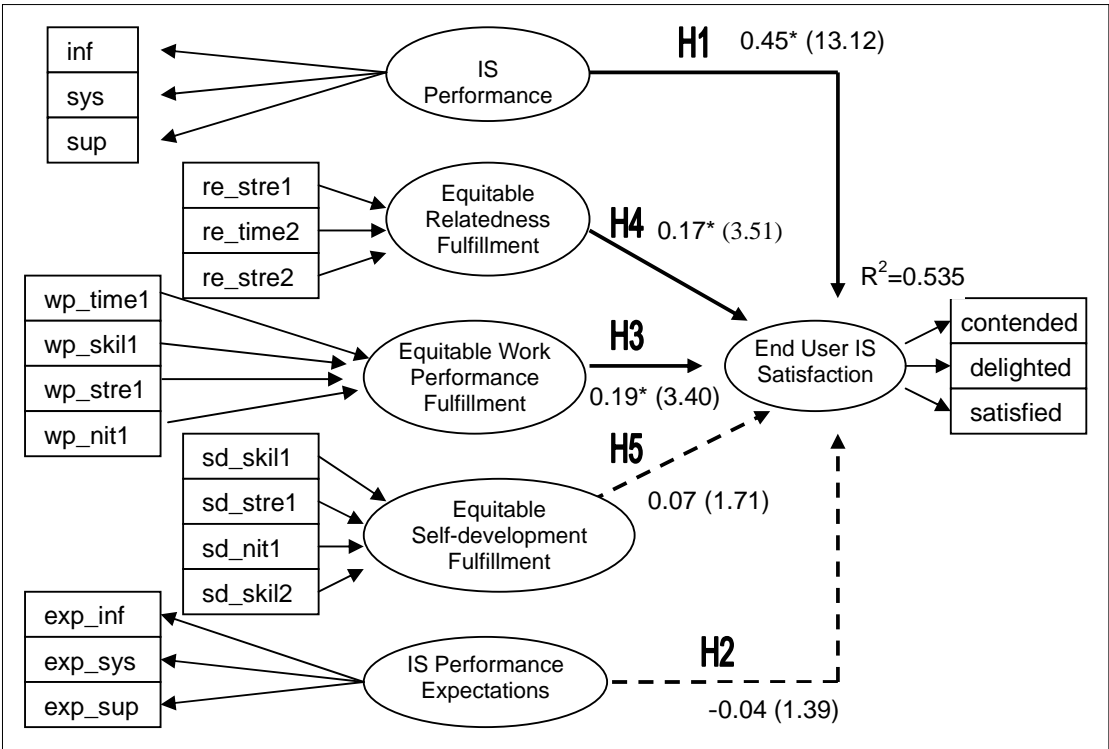 inf
sys
sup
IS
Performance
H1 0.45* (13.12)
re_stre1
re_time2
re_stre2
Equitable
Relatedness
Fulfillment
H4 0.17* (3.51)
R²=0.535
wp_time1
wp_skil1
wp_stre1
wp_nit1
Equitable Work
Performance
Fulfillment
H3
0.19* (3.40)
End User IS
Satisfaction
contended
delighted
satisfied
sd_skil1
sd_stre1
sd_nit1
sd_skil2
Equitable
Self-development
Fulfillment
H5
0.07 (1.71)
exp_inf
exp_sys
exp_sup
IS Performance
Expectations
H2
-0.04 (1.39)